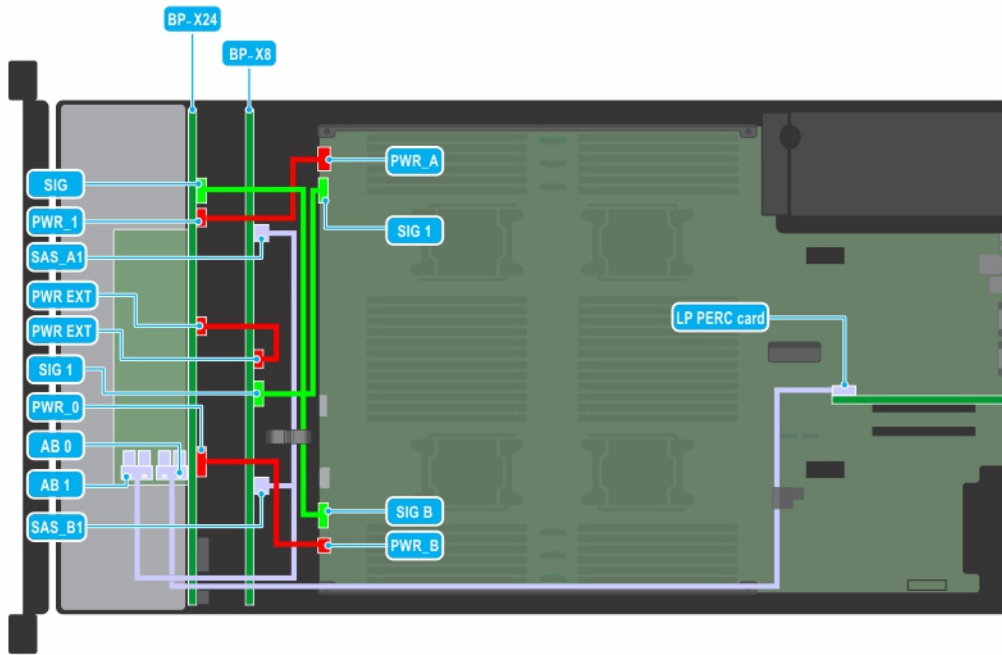 BP-X24
BP-X8
SIG
PWR_1
SAS_A1
PWR EXT
PWR EXT
SIG 1
PWR_0
AB 0
AB 1
SAS_B1
PWR_A
SIG 1
LP PERC card
SIG B
PWR_B